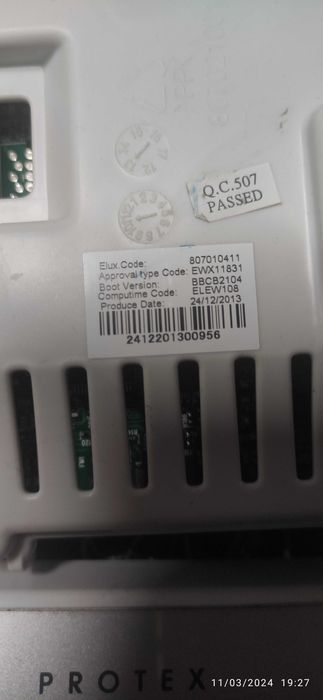 Q.C.507
PASSED
Elux.Code: 807010411
Approval type Code: EWX11831
Boot Version: BBCB2104
Computime Code: ELEW108
Produce Date: 24/12/2013
2412201300956
PROTEX
11/03/2024 19:27